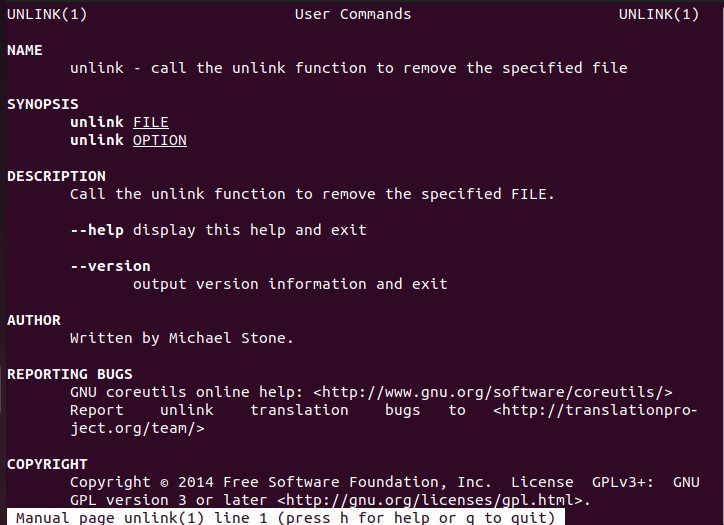 UNLINK(1) User Commands UNLINK(1)
NAME
unlink - call the unlink function to remove the specified file
SYNOPSIS
unlink FILE
unlink OPTION
DESCRIPTION
Call the unlink function to remove the specified FILE.
--help display this help and exit
--version
output version information and exit
AUTHOR
Written by Michael Stone.
REPORTING BUGS
GNU coreutils online help: <http://www.gnu.org/software/coreutils/>
Report unlink translation bugs to <http://translationpro-
ject.org/team/>
COPYRIGHT
Copyright © 2014 Free Software Foundation, Inc. License GPLv3+: GNU
GPL version 3 or later <http://gnu.org/licenses/gpl.html>.
Manual page unlink(1) line 1 (press h for help or q to quit)